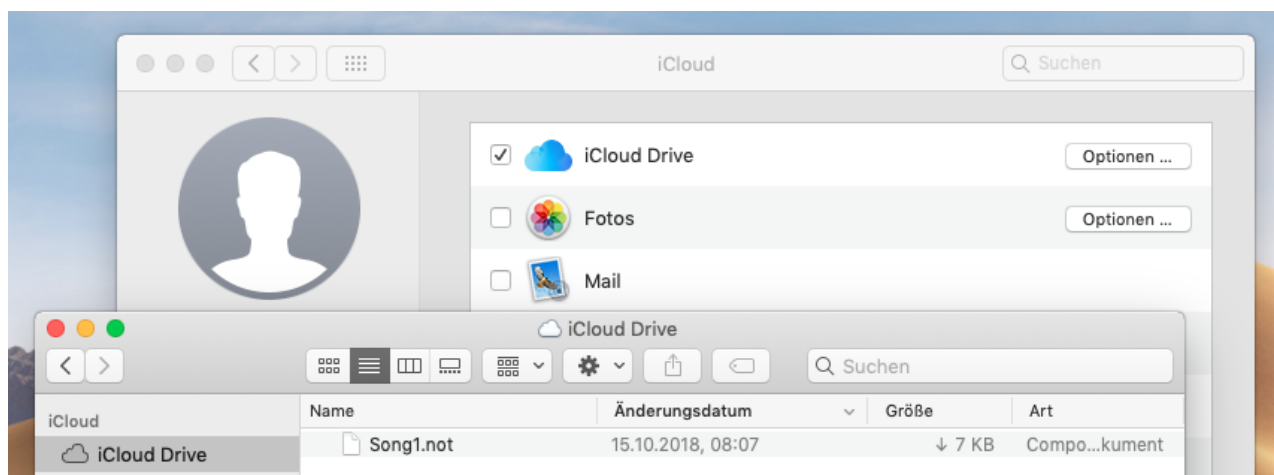 iCloud
Suchen
iCloud Drive
Optionen ...
Fotos
Optionen ...
Mail
iCloud Drive
Suchen
iCloud
Name
Änderungsdatum
Größe
Art
iCloud Drive
Song1.not
15.10.2018, 08:07
↓ 7 KB
Compo...kument